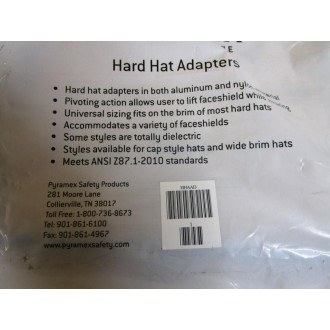 Hard Hat Adapters
• Hard hat adapters in both aluminum and
• Pivoting action allows user to lift faceshield
• Universal sizing fits on the brim of most hard hats
• Accommodates a variety of faceshields
• Some styles are totally dielectric
• Styles available for cap style hats and wide brim hats
• Meets ANSI Z87.1-2010 standards
Pyramex Safety Products
281 Moore Lane
Collierville, TN 38017
Toll Free: 1-800-736-8673
Tel: 901-861-6100
Fax: 901-861-4967
www.pyramexsafety.com
HHAAD
1